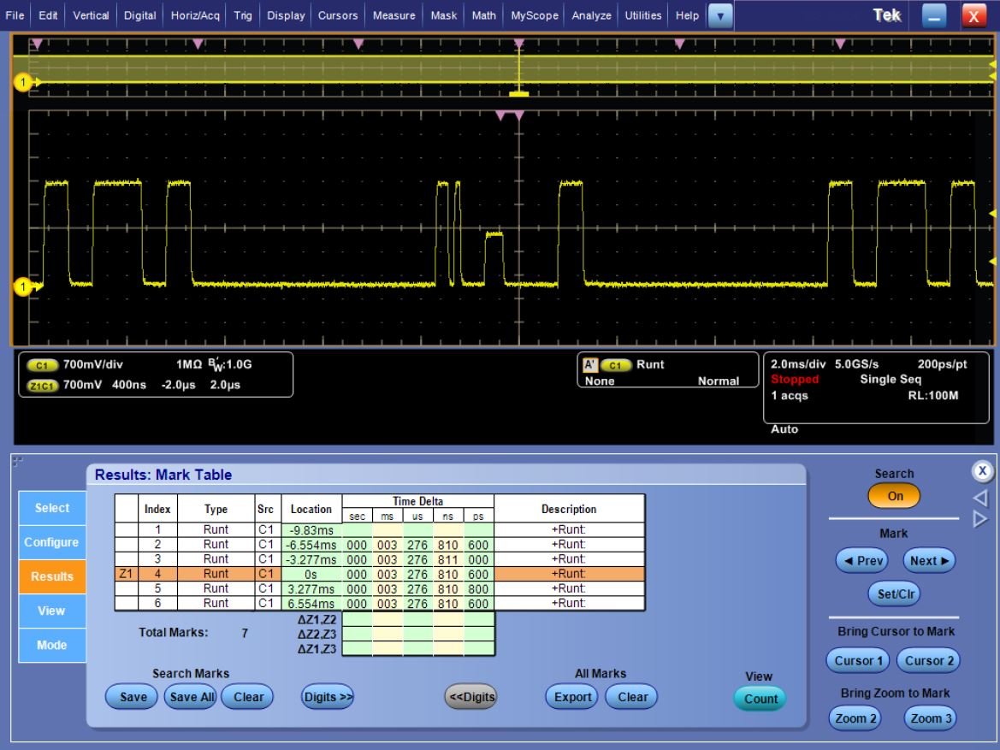 File Edit Vertical Digital Horiz/Acq Trig Display Cursors Measure Mask Math MyScope Analyze Utilities Help Tek X
1
1
C1 700mV/div 1MΩ BW:1.0G
Z1C1 700mV 400ns -2.0µs 2.0µs
A' C1 Runt
None Normal
2.0ms/div 5.0GS/s 200ps/pt
Stopped Single Seq
1 acqs RL:100M
Auto
Results: Mark Table
Select
Configure
Results
View
Mode
Index Type Src Location Time Delta Description
sec ms us ns ps
1 Runt C1 -9.83ms +Runt:
2 Runt C1 -6.554ms 000 003 276 810 600 +Runt:
3 Runt C1 -3.277ms 000 003 276 811 000 +Runt:
Z1 4 Runt C1 0s 000 003 276 810 600 +Runt:
5 Runt C1 3.277ms 000 003 276 810 800 +Runt:
6 Runt C1 6.554ms 000 003 276 810 600 +Runt:
ΔZ1,Z2
ΔZ2,Z3
ΔZ1,Z3
Total Marks: 7
Search Marks
Save Save All Clear
Digits >>
<<Digits
All Marks
Export Clear
View
Count
Search
On
X
Mark
◄ Prev Next ►
Set/Clr
Bring Cursor to Mark
Cursor 1 Cursor 2
Bring Zoom to Mark
Zoom 2 Zoom 3